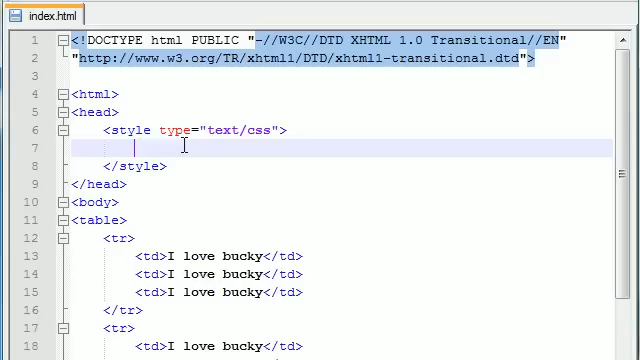 index.html
1 <!DOCTYPE html PUBLIC "-//W3C//DTD XHTML 1.0 Transitional//EN"
2 "http://www.w3.org/TR/xhtml1/DTD/xhtml1-transitional.dtd">
3
4 <html>
5 <head>
6 <style type="text/css">
7
8 </style>
9 </head>
10 <body>
11 <table>
12 <tr>
13 <td>I love bucky</td>
14 <td>I love bucky</td>
15 <td>I love bucky</td>
16 </tr>
17 <tr>
18 <td>I love bucky</td>